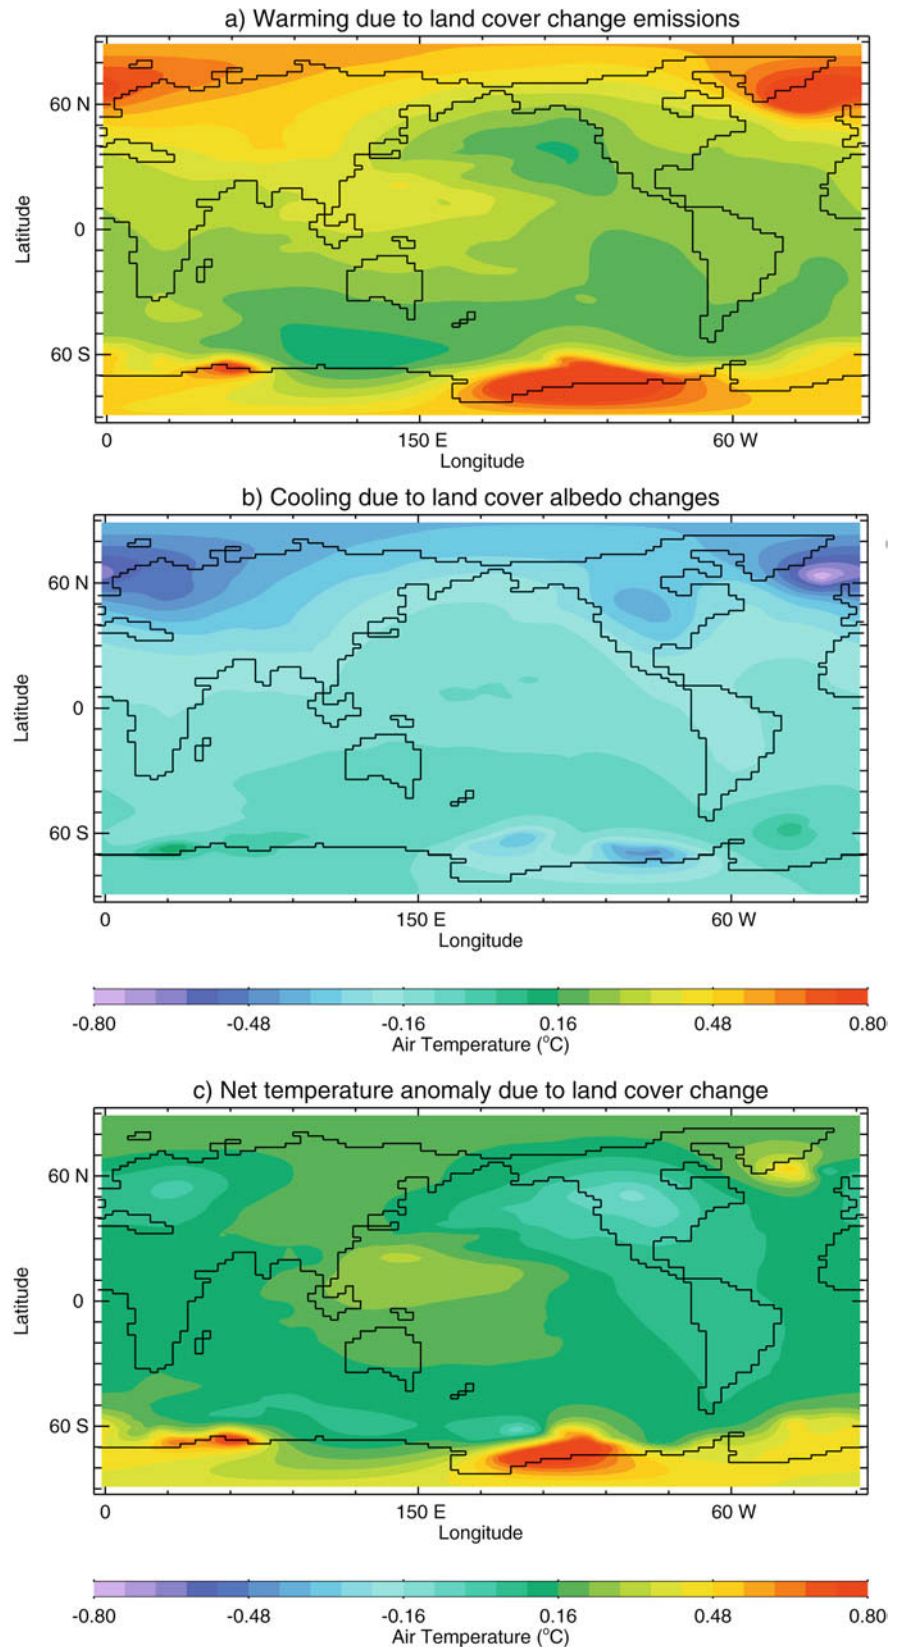 a) Warming due to land cover change emissions
60 N
0
60 S
Latitude
0 150 E 60 W
Longitude
b) Cooling due to land cover albedo changes
60 N
0
60 S
Latitude
0 150 E 60 W
Longitude
-0.80 -0.48 -0.16 0.16 0.48 0.80
Air Temperature (°C)
c) Net temperature anomaly due to land cover change
60 N
0
60 S
Latitude
0 150 E 60 W
Longitude
-0.80 -0.48 -0.16 0.16 0.48 0.80
Air Temperature (°C)